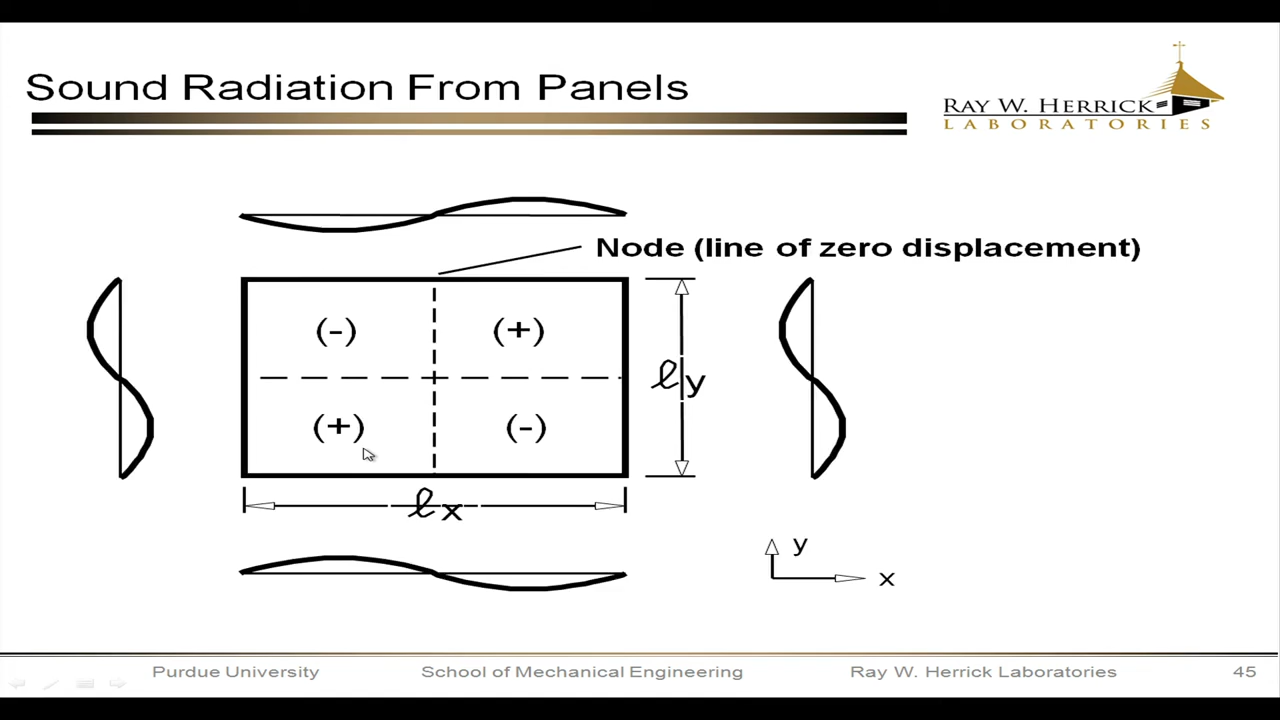 Sound Radiation From Panels
RAY W. HERRICK
LABORATORIES
Node (line of zero displacement)
(-)
(+)
ℓy
(+)
(-)
ℓx
y
x
Purdue University
School of Mechanical Engineering
Ray W. Herrick Laboratories
45